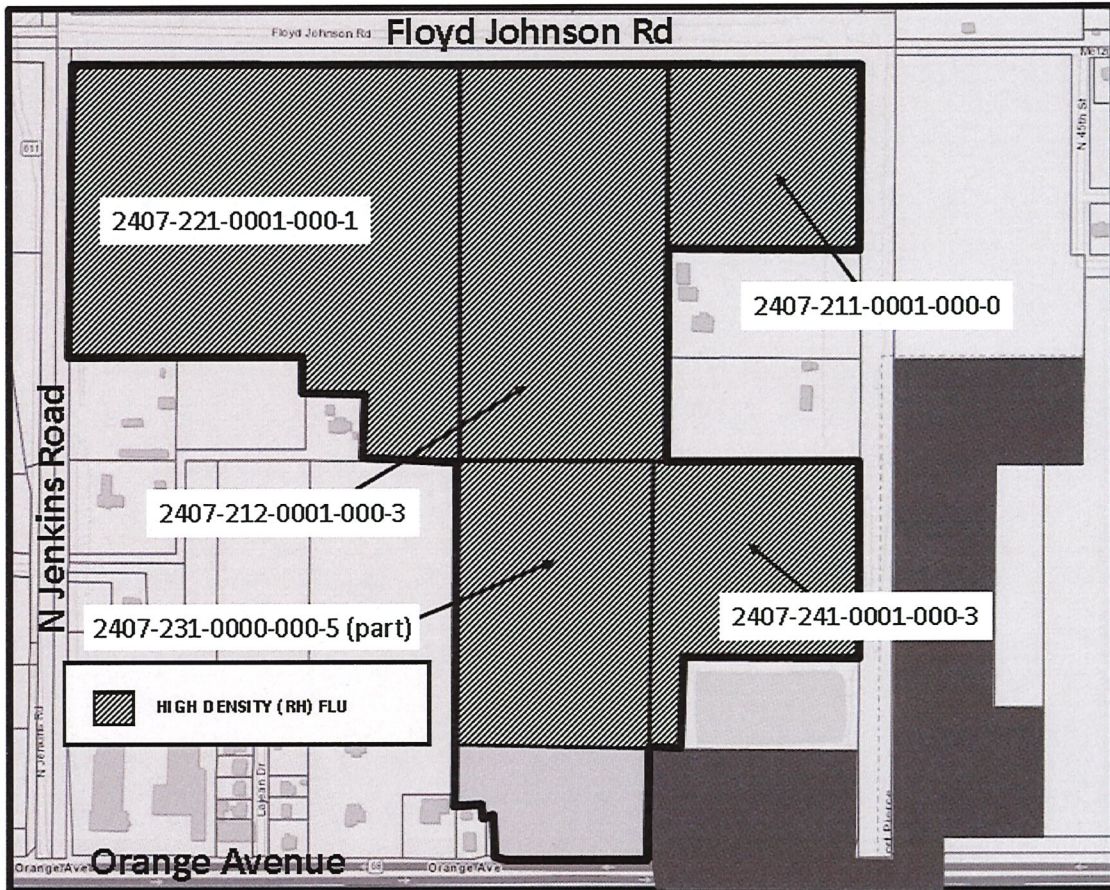 Floyd Johnson Rd
Floyd Johnson Rd
611
N 45th St
2407-221-0001-000-1
2407-211-0001-000-0
N Jenkins Road
2407-212-0001-000-3
2407-231-0000-000-5 (part)
2407-241-0001-000-3
HIGH DENSITY (RH) FLU
N Jenkins Rd
Lajean Dr
Orange Avenue
Orange Ave
68
Orange Ave